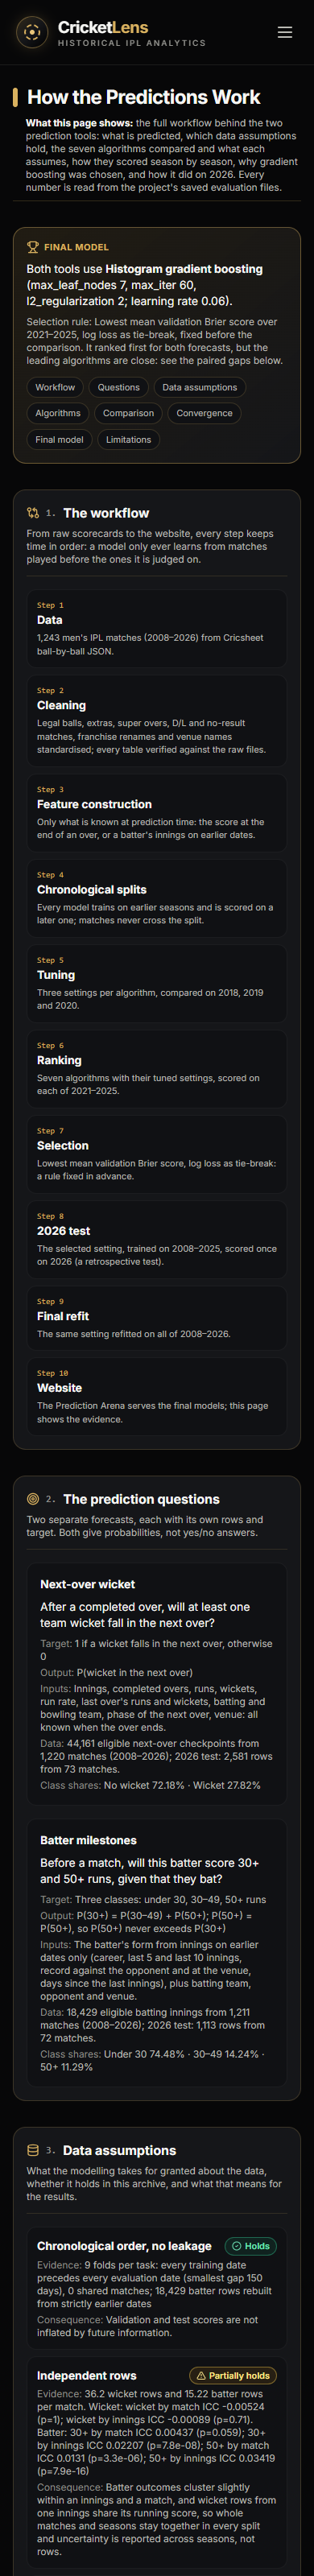 CricketLens
HISTORICAL IPL ANALYTICS
How the Predictions Work
What this page shows: the full workflow behind two
prediction tools: what is predicted, which data assumptions
hold, the seven algorithms compared and what each
assumes, how they scored season by season, why gradient
boosting was chosen, and how it did on 2026. Every
number is read from the project's saved evaluation files.
FINAL MODEL
Both tools use Histogram gradient boosting
(max_leaf_nodes 7, max_iter 60,
l2_regularization 2; learning rate 0.06).
Selection rule: Lowest mean validation Brier score over
2021–2025, log loss as tie-break, fixed before the
comparison. It ranked first for both forecasts, but the
leading algorithms are close: see the paired gaps below.
Workflow
Questions
Data assumptions
Algorithms
Comparison
Convergence
Final model
Limitations
1. The workflow
From raw scorecards to the website, every step keeps
time in order: a model only ever learns from matches
played before the ones it is judged on.
Step 1
Data
1,243 men's IPL matches (2008–2026) from Cricsheet
ball-by-ball JSON.
Step 2
Cleaning
Legal balls, extras, super overs, D/L and no-result
matches, franchise renames and venue names
standardised; every table verified against the raw files.
Step 3
Feature construction
Only what is known at prediction time: the score at the
end of an over, or a batter's innings on earlier dates.
Step 4
Chronological splits
Every model trains on earlier seasons and is scored on a
later one; matches never cross the split.
Step 5
Tuning
Three settings per algorithm, compared on 2018, 2019
and 2020.
Step 6
Ranking
Seven algorithms with their tuned settings, scored on
each of 2021–2025.
Step 7
Selection
Lowest mean validation Brier score, log loss as tie-break:
a rule fixed in advance.
Step 8
2026 test
The selected setting, trained on 2008–2025, scored once
on 2026 (a retrospective test).
Step 9
Final refit
The same setting refitted on all of 2008–2026.
Step 10
Website
The Prediction Arena serves the final models; this page
shows the evidence.
2. The prediction questions
Two separate forecasts, each with its own rows and
target. Both give probabilities, not yes/no answers.
Next-over wicket
After a completed over, will at least one
team wicket fall in the next over?
Target: 1 if a wicket falls in the next over, otherwise
0
Output: P(wicket in the next over)
Inputs: Innings, completed overs, runs, wickets,
run rate, last over's runs and wickets, batting and
bowling team, phase of the next over, venue: all
known when the over ends.
Data: 44,161 eligible next-over checkpoints from
1,220 matches (2008–2026); 2026 test: 2,581 rows
from 73 matches.
Class shares: No wicket 72.18% · Wicket 27.82%
Batter milestones
Before a match, will this batter score 30+
and 50+ runs, given that they bat?
Target: Three classes: under 30, 30–49, 50+ runs
Output: P(30+) = P(30–49) + P(50+); P(50+) =
P(50+), so P(50+) never exceeds P(30+)
Inputs: The batter's form from innings on earlier
dates only (career, last 5 and last 10 innings,
record against the opponent and at the venue,
days since the last innings), plus batting team,
opponent and venue.
Data: 18,429 eligible batting innings from 1,211
matches (2008–2026); 2026 test: 1,113 rows from
72 matches.
Class shares: Under 30 74.48% · 30–49 14.24% ·
50+ 11.29%
3. Data assumptions
What the modelling takes for granted about the data,
whether it holds in this archive, and what that means for
the results.
Chronological order, no leakage
Holds
Evidence: 9 folds per task: every training date
precedes every evaluation date (smallest gap 150
days), 0 shared matches; 18,429 batter rows rebuilt
from strictly earlier dates
Consequence: Validation and test scores are not
inflated by future information.
Independent rows
Partially holds
Evidence: 36.2 wicket rows and 15.22 batter rows
per match. Wicket: wicket by match ICC -0.00524
(p=1); wicket by innings ICC -0.00089 (p=0.71).
Batter: 30+ by match ICC 0.00437 (p=0.059); 30+
by innings ICC 0.02207 (p=7.8e-08); 50+ by match
ICC 0.0131 (p=3.3e-06); 50+ by innings ICC 0.03419
(p=7.9e-16)
Consequence: Batter outcomes cluster slightly
within an innings and a match, and wicket rows from
one innings share its running score, so whole
matches and seasons stay together in every split
and uncertainty is reported across seasons, not
rows.